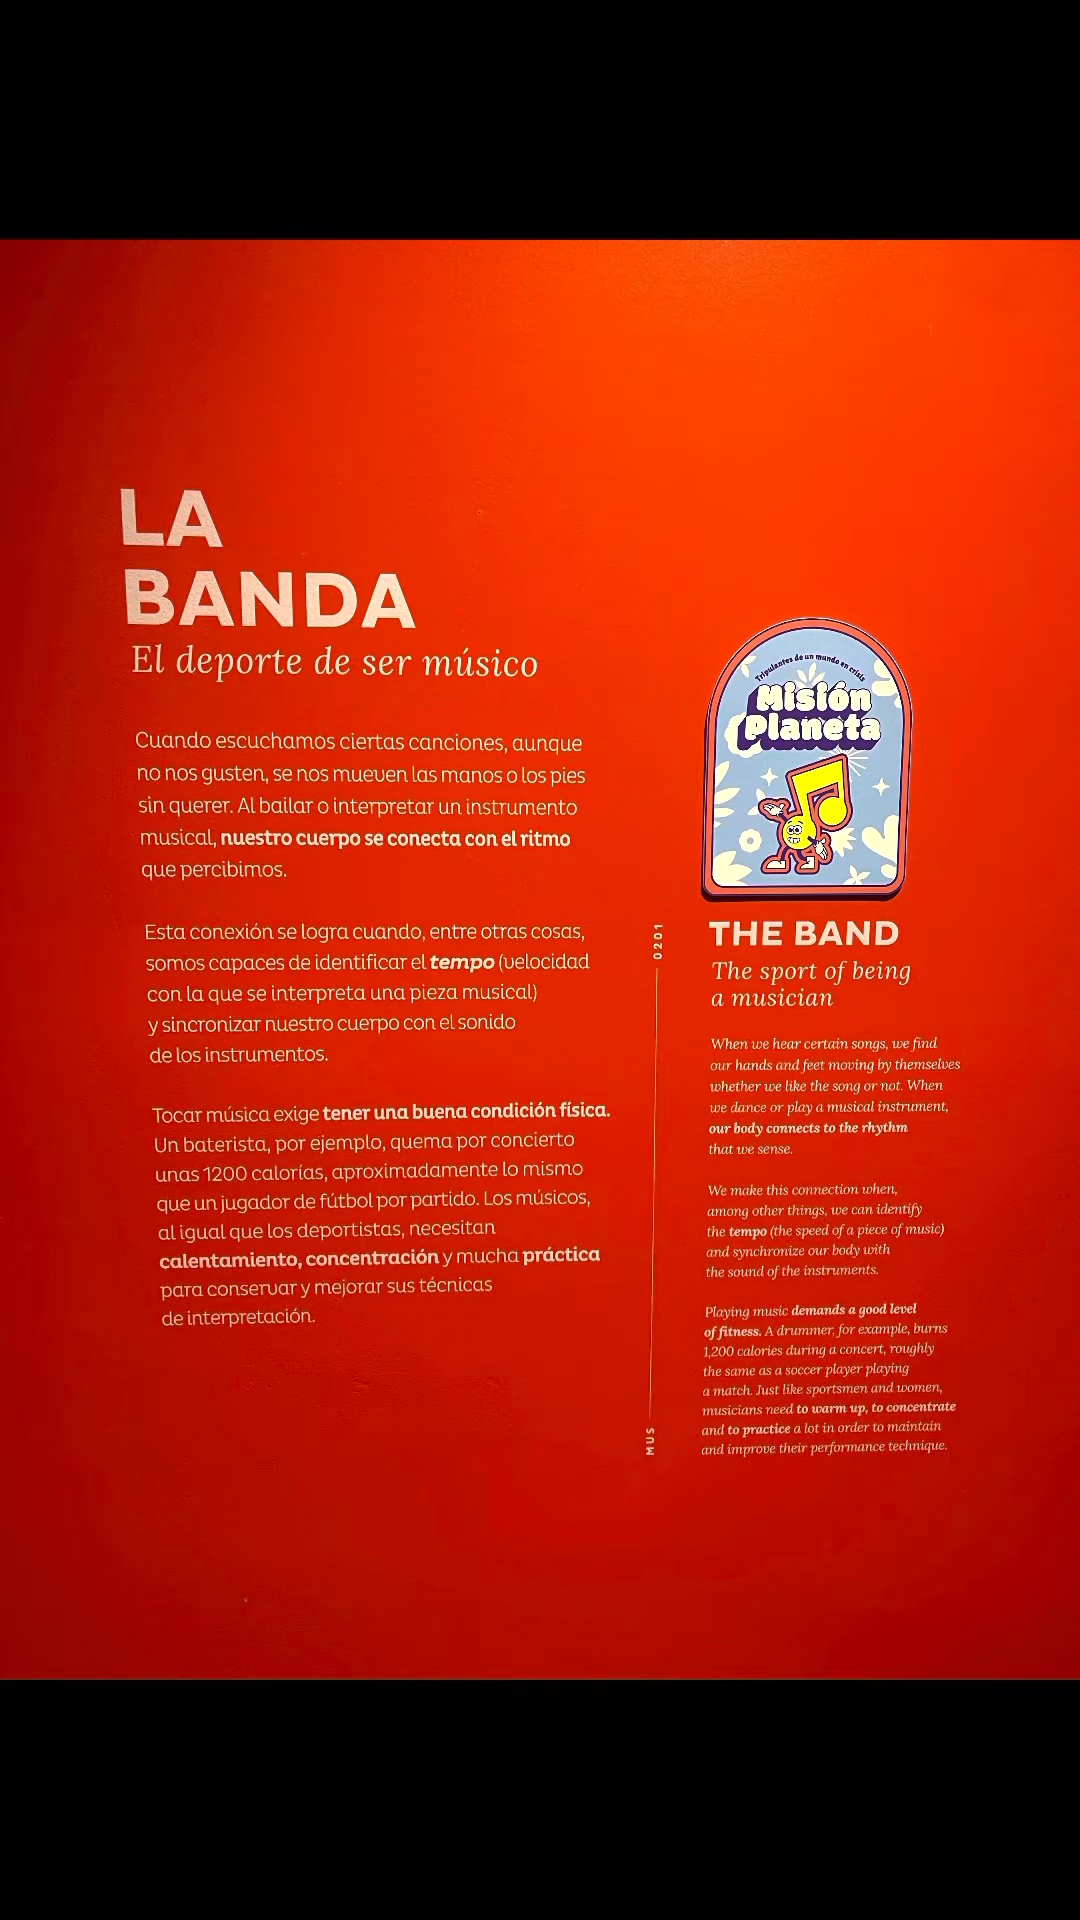 LA
BANDA
El deporte de ser músico
Cuando escuchamos ciertas canciones, aunque
no nos gusten, se nos mueven las manos o los pies
sin querer. Al bailar o interpretar un instrumento
musical, nuestro cuerpo se conecta con el ritmo
que percibimos.
Esta conexión se logra cuando, entre otras cosas,
somos capaces de identificar el tempo (velocidad
con la que se interpreta una pieza musical)
y sincronizar nuestro cuerpo con el sonido
de los instrumentos.
Tocar música exige tener una buena condición física.
Un baterista, por ejemplo, quema por concierto
unas 1200 calorías, aproximadamente lo mismo
que un jugador de fútbol por partido. Los músicos,
al igual que los deportistas, necesitan
calentamiento, concentración y mucha práctica
para conservar y mejorar sus técnicas
de interpretación.
0201
MUS
Tripulantes de un mundo en crisis
Misión
Planeta
THE BAND
The sport of being
a musician
When we hear certain songs, we find
our hands and feet moving by themselves
whether we like the song or not. When
we dance or play a musical instrument,
our body connects to the rhythm
that we sense.
We make this connection when,
among other things, we can identify
the tempo (the speed of a piece of music)
and synchronize our body with
the sound of the instruments.
Playing music demands a good level
of fitness. A drummer, for example, burns
1,200 calories during a concert, roughly
the same as a soccer player playing
a match. Just like sportsmen and women,
musicians need to warm up, to concentrate
and to practice a lot in order to maintain
and improve their performance technique.